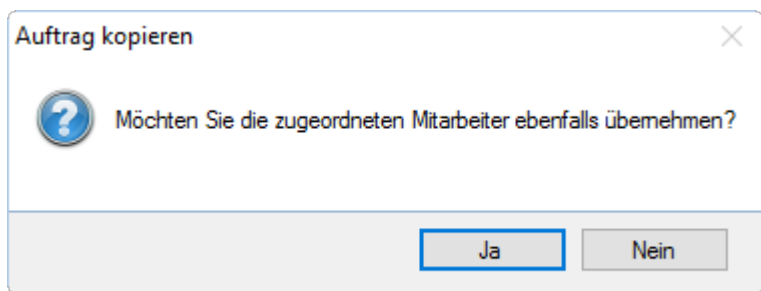 Auftrag kopieren
Möchten Sie die zugeordneten Mitarbeiter ebenfalls übernehmen?
Ja
Nein